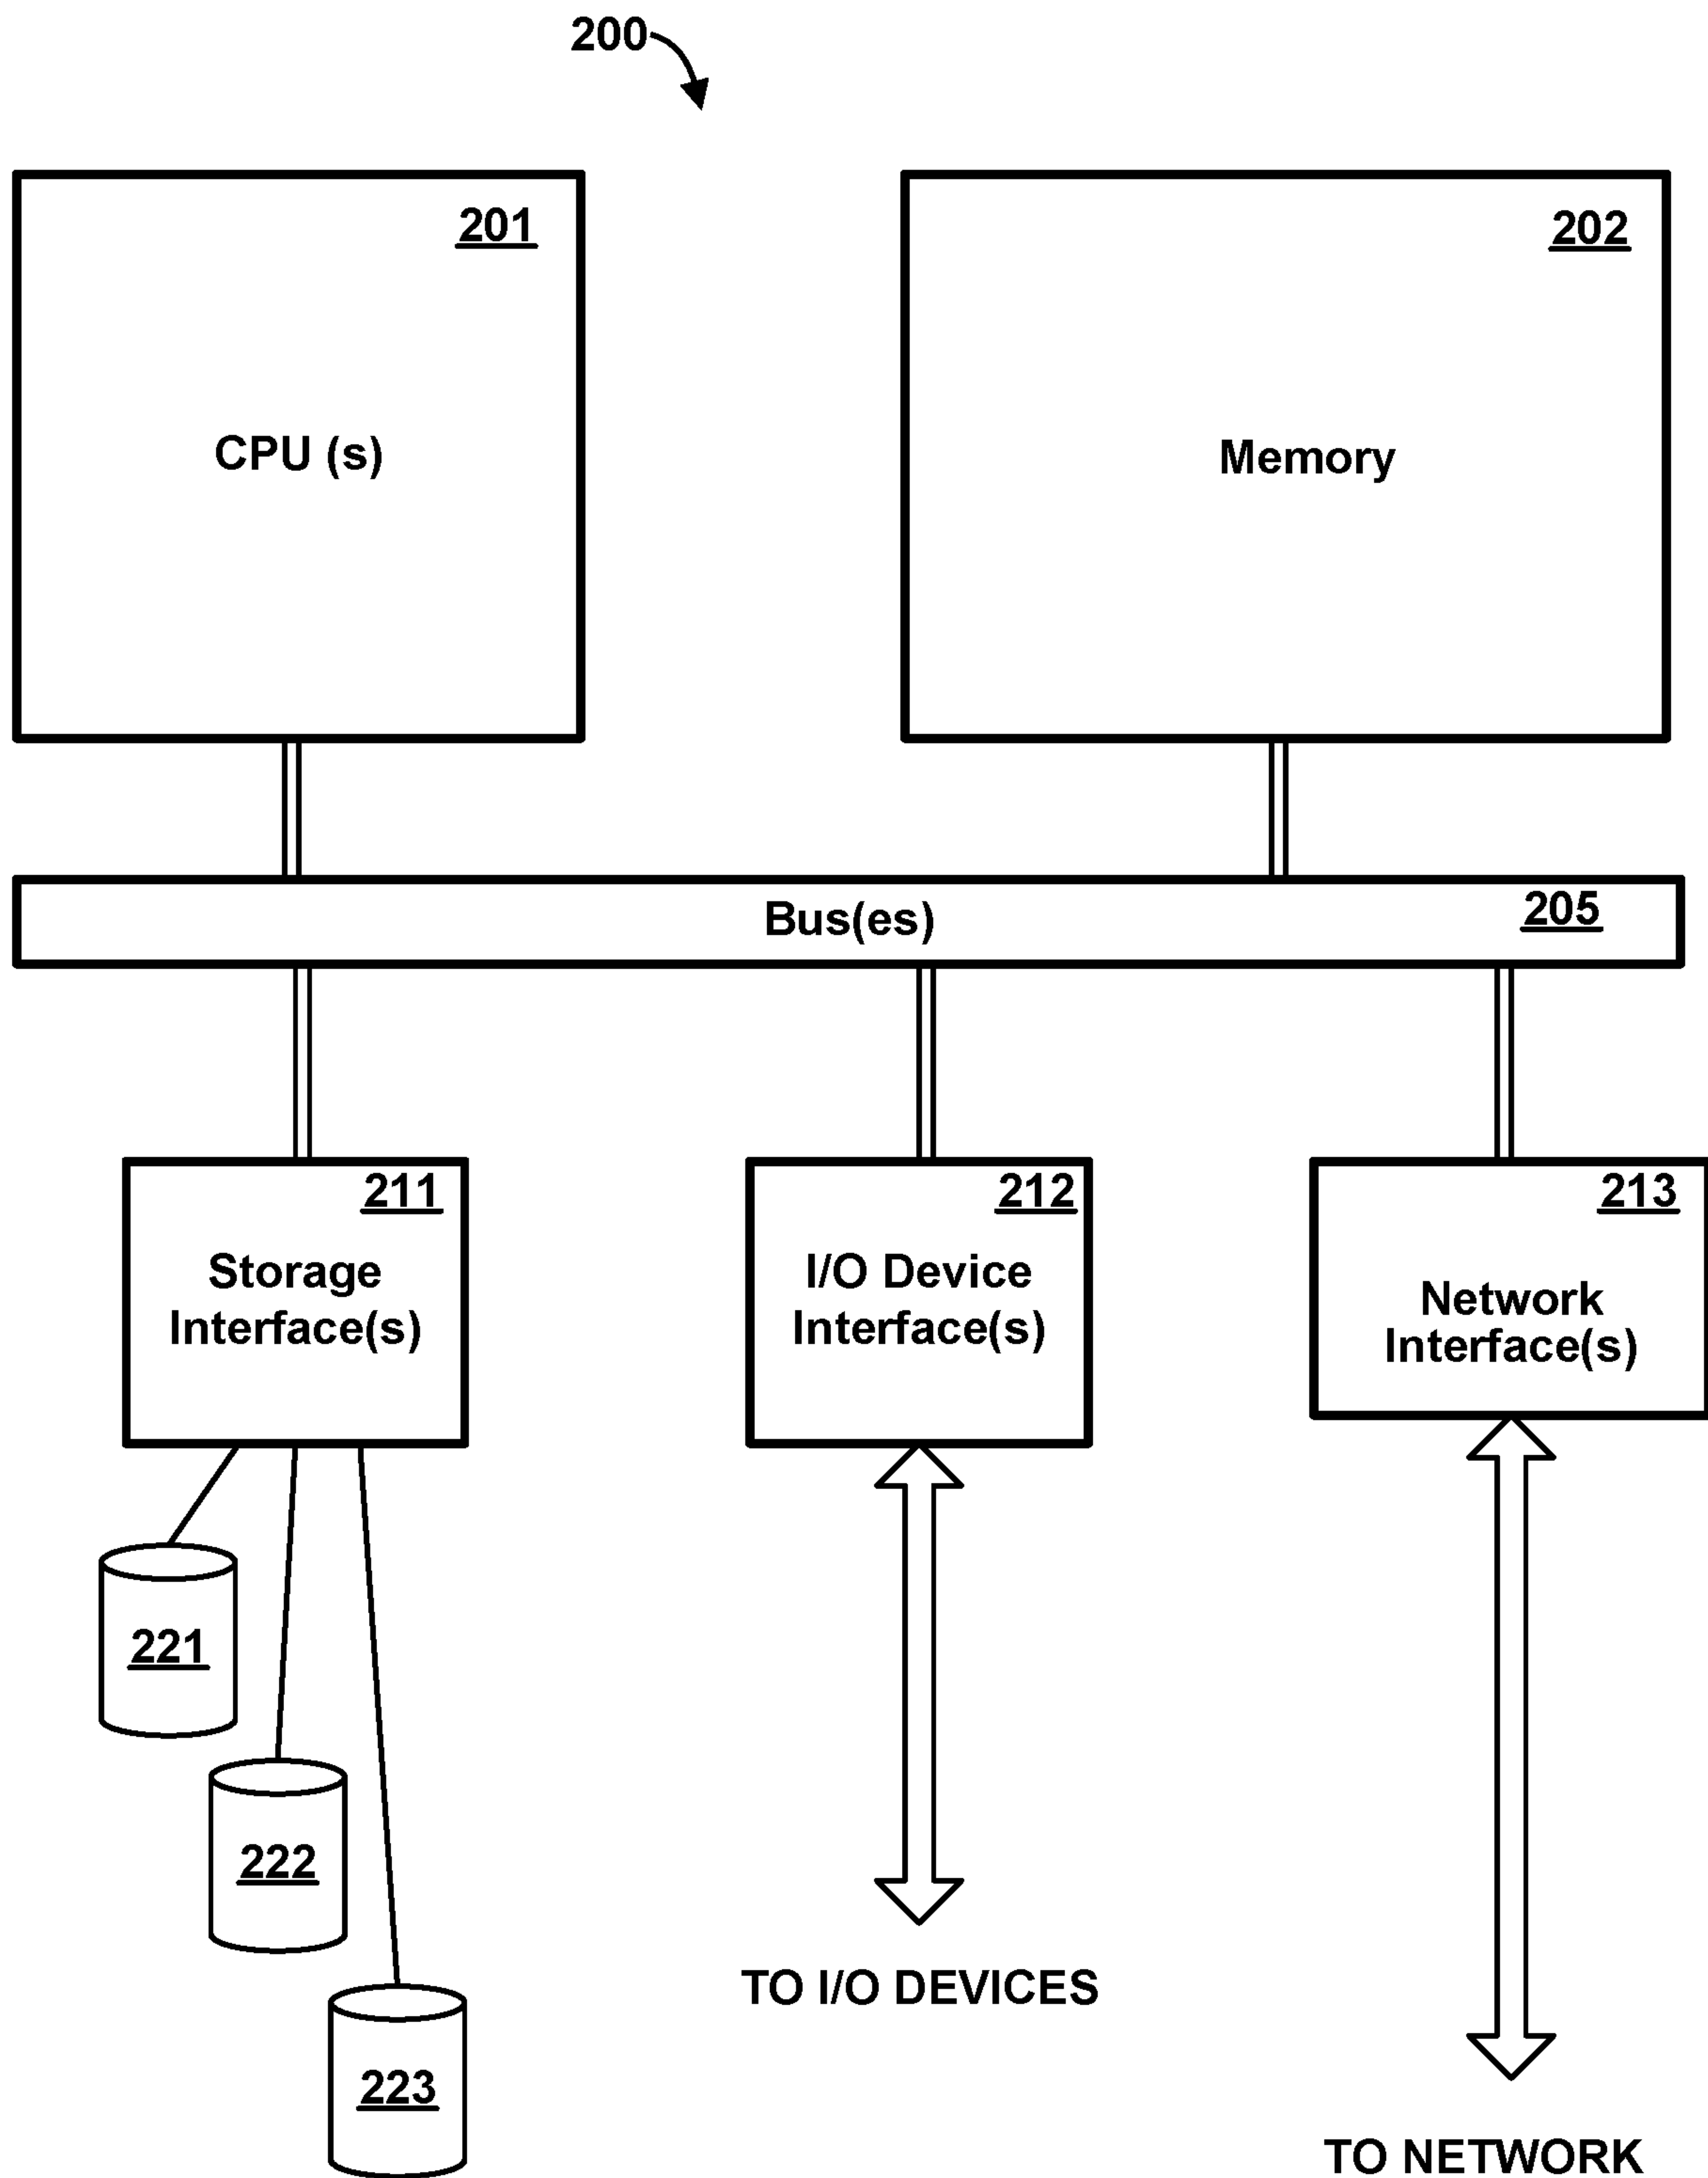 200
201
CPU (s)
202
Memory
Bus(es)
205
211
Storage
Interface(s)
212
I/O Device
Interface(s)
213
Network
Interface(s)
221
222
223
TO I/O DEVICES
TO NETWORK